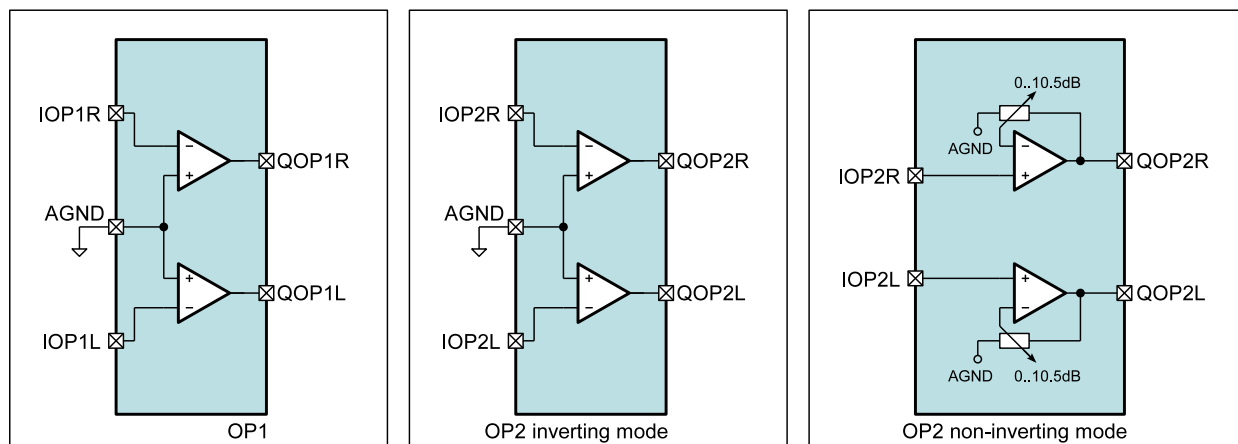 IOP1R
QOP1R
AGND
QOP1L
IOP1L
OP1
IOP2R
QOP2R
AGND
QOP2L
IOP2L
OP2 inverting mode
0..10.5dB
AGND
QOP2R
IOP2R
IOP2L
QOP2L
AGND
0..10.5dB
OP2 non-inverting mode